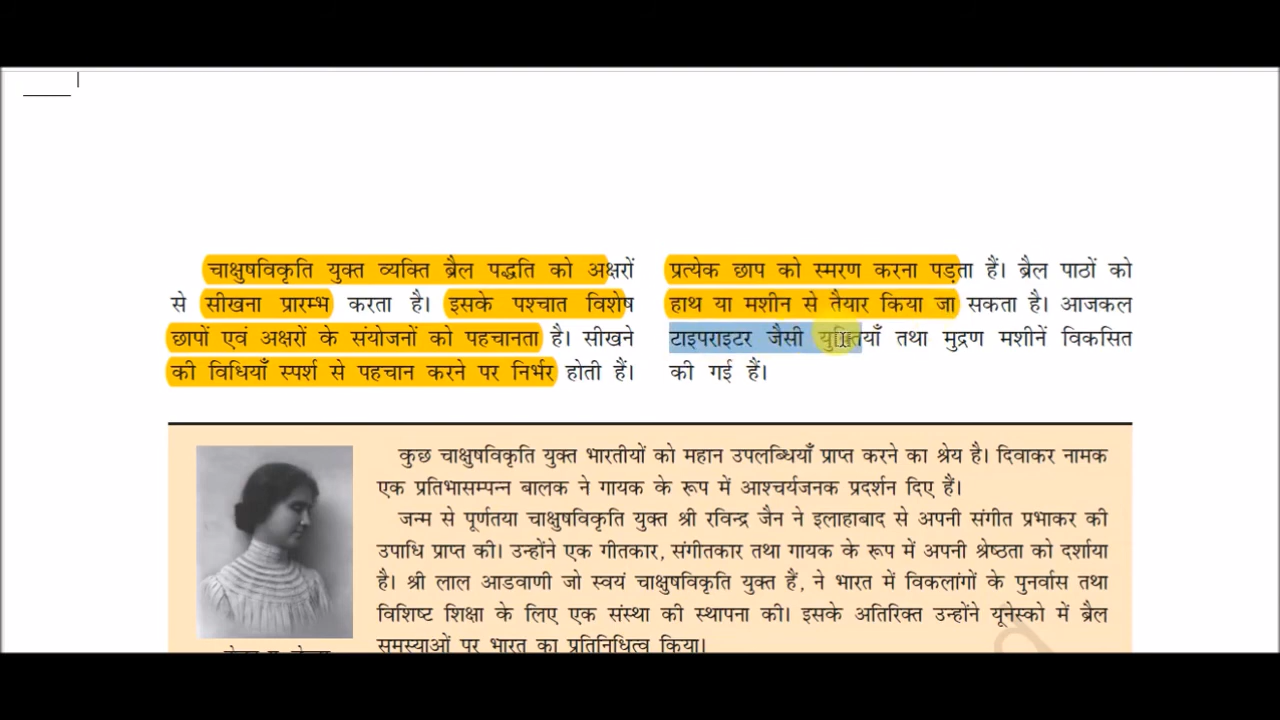 चाक्षुषविकृति युक्त व्यक्ति ब्रैल पद्धति को अक्षरों
से सीखना प्रारम्भ करता है। इसके पश्चात विशेष
छापों एवं अक्षरों के संयोजनों को पहचानता है। सीखने
की विधियाँ स्पर्श से पहचान करने पर निर्भर होती हैं।
प्रत्येक छाप को स्मरण करना पड़ता हैं। ब्रैल पाठों को
हाथ या मशीन से तैयार किया जा सकता है। आजकल
टाइपराइटर जैसी युक्तियाँ तथा मुद्रण मशीनें विकसित
की गई हैं।
कुछ चाक्षुषविकृति युक्त भारतीयों को महान उपलब्धियाँ प्राप्त करने का श्रेय है। दिवाकर नामक
एक प्रतिभासम्पन्न बालक ने गायक के रूप में आश्चर्यजनक प्रदर्शन दिए हैं।
जन्म से पूर्णतया चाक्षुषविकृति युक्त श्री रविन्द्र जैन ने इलाहाबाद से अपनी संगीत प्रभाकर की
उपाधि प्राप्त की। उन्होंने एक गीतकार, संगीतकार तथा गायक के रूप में अपनी श्रेष्ठता को दर्शाया
है। श्री लाल आडवाणी जो स्वयं चाक्षुषविकृति युक्त हैं, ने भारत में विकलांगों के पुनर्वास तथा
विशिष्ट शिक्षा के लिए एक संस्था की स्थापना की। इसके अतिरिक्त उन्होंने यूनेस्को में ब्रैल
समस्याओं पर भारत का प्रतिनिधित्व किया।